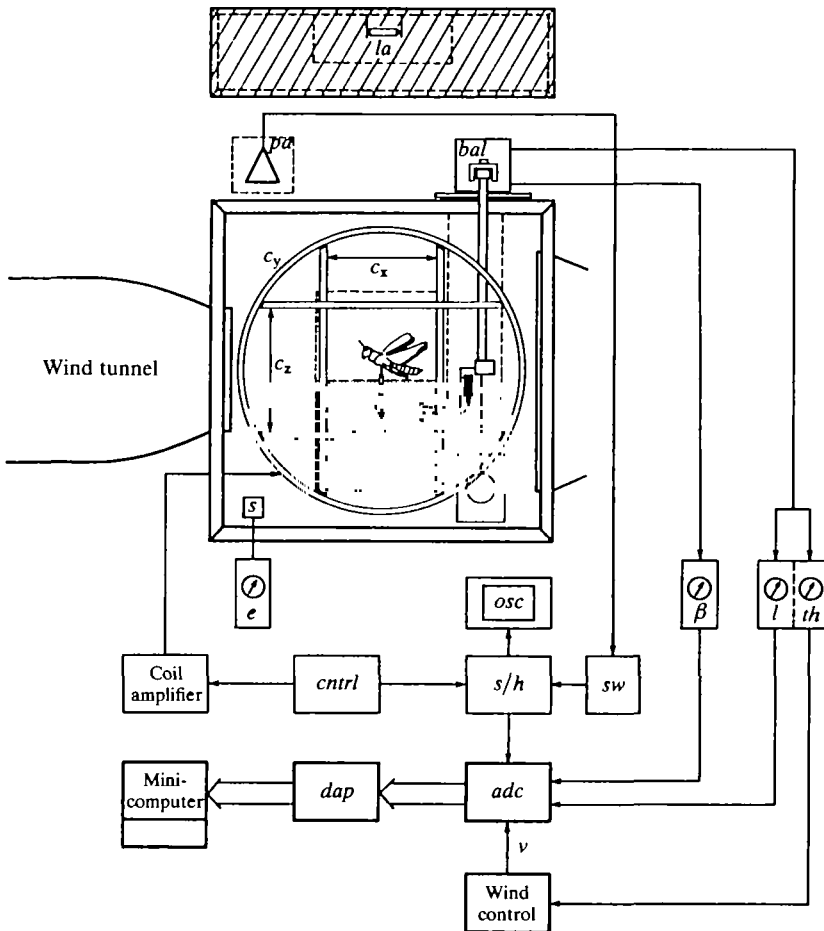 la
pa
bal
c_y
c_x
Wind tunnel
c_z
s
e
osc
β
l
th
Coil
amplifier
cntrl
s/h
sw
Mini-
computer
dap
adc
v
Wind
control